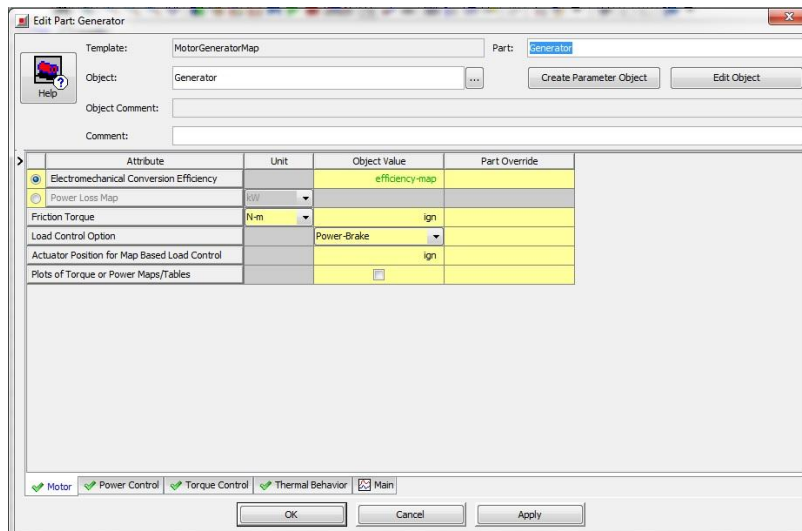 Edit Part: Generator
Template: MotorGeneratorMap Part: Generator
Help
Object: Generator ... Create Parameter Object Edit Object
Object Comment:
Comment:
Attribute Unit Object Value Part Override
Electromechanical Conversion Efficiency efficiency-map
Power Loss Map kW
Friction Torque N-m ign
Load Control Option Power-Brake
Actuator Position for Map Based Load Control ign
Plots of Torque or Power Maps/Tables
Motor Power Control Torque Control Thermal Behavior Main
OK Cancel Apply